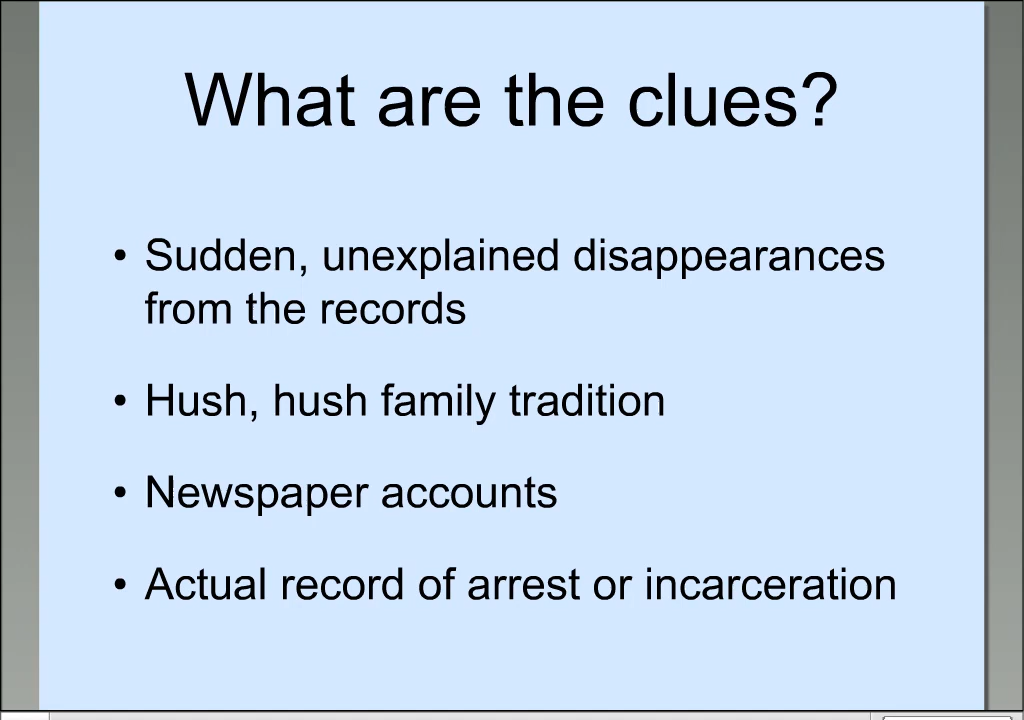 What are the clues?
• Sudden, unexplained disappearances
from the records
• Hush, hush family tradition
• Newspaper accounts
• Actual record of arrest or incarceration